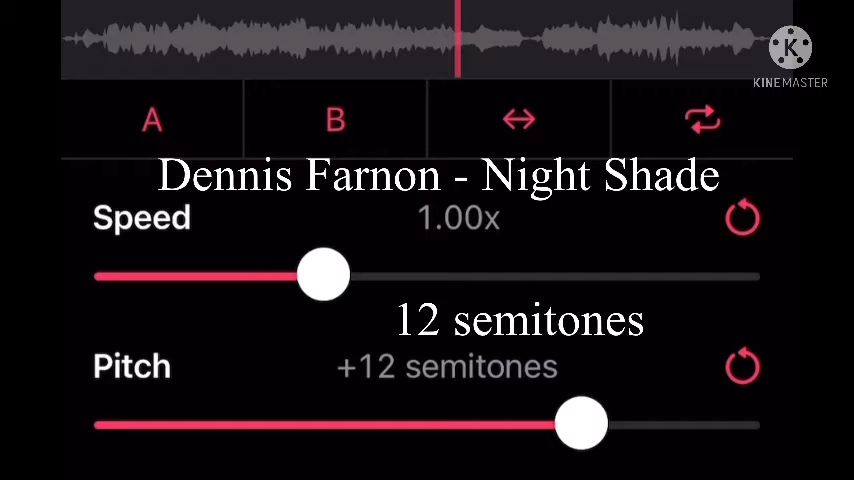 K
KINEMASTER
A
B
Dennis Farnon - Night Shade
Speed
1.00x
12 semitones
Pitch
+12 semitones